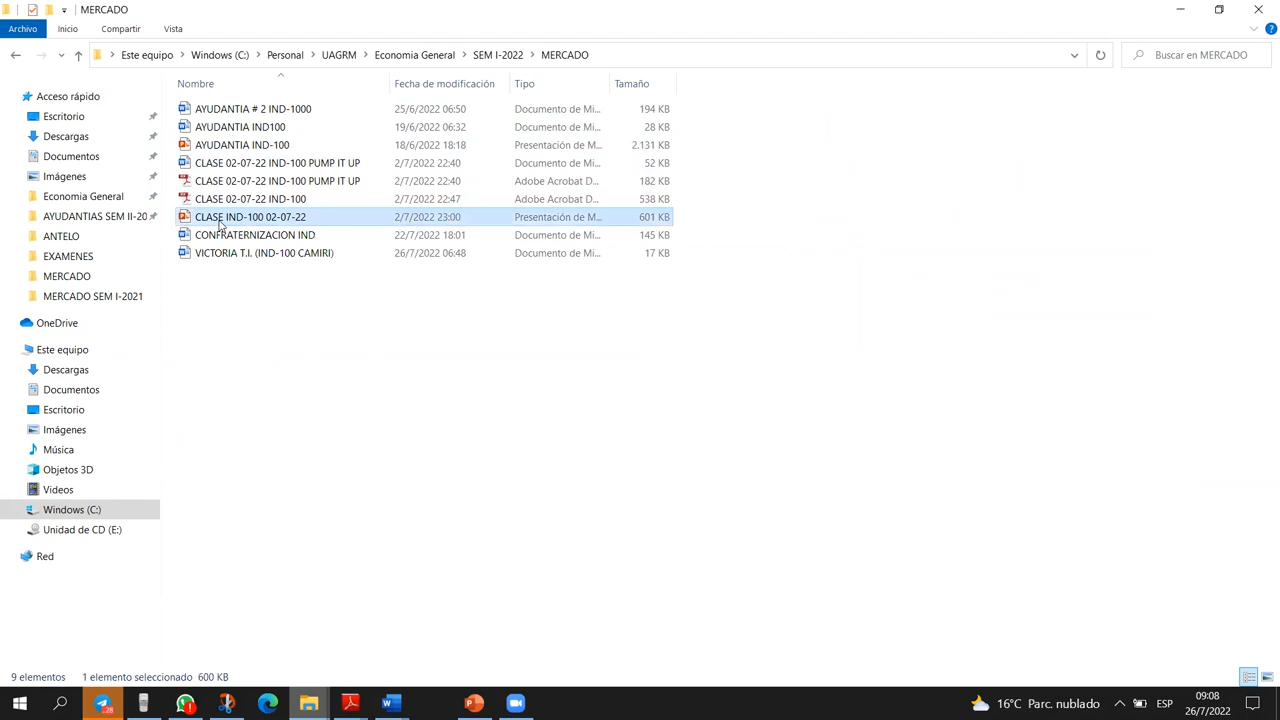 MERCADO
Archivo Inicio Compartir Vista
Este equipo Windows (C:) Personal UAGRM Economia General SEM I-2022 MERCADO Buscar en MERCADO
Nombre Fecha de modificación Tipo Tamaño
AYUDANTIA # 2 IND-1000 25/6/2022 06:50 Documento de Mi... 194 KB
AYUDANTIA IND100 19/6/2022 06:32 Documento de Mi... 28 KB
AYUDANTIA IND-100 18/6/2022 18:18 Presentación de M... 2.131 KB
CLASE 02-07-22 IND-100 PUMP IT UP 2/7/2022 22:40 Documento de Mi... 52 KB
CLASE 02-07-22 IND-100 PUMP IT UP 2/7/2022 22:40 Adobe Acrobat D... 182 KB
CLASE 02-07-22 IND-100 2/7/2022 22:47 Adobe Acrobat D... 538 KB
CLASE IND-100 02-07-22 2/7/2022 23:00 Presentación de M... 601 KB
CONFRATERNIZACION IND 22/7/2022 18:01 Documento de Mi... 145 KB
VICTORIA T.I. (IND-100 CAMIRI) 26/7/2022 06:48 Documento de Mi... 17 KB
Acceso rápido
Escritorio
Descargas
Documentos
Imágenes
Economia General
AYUDANTIAS SEM II-20
ANTELO
EXAMENES
MERCADO
MERCADO SEM I-2021
OneDrive
Este equipo
Descargas
Documentos
Escritorio
Imágenes
Música
Objetos 3D
Videos
Windows (C:)
Unidad de CD (E:)
Red
9 elementos 1 elemento seleccionado 600 KB
28
16°C Parc. nublado ESP 09:08
26/7/2022